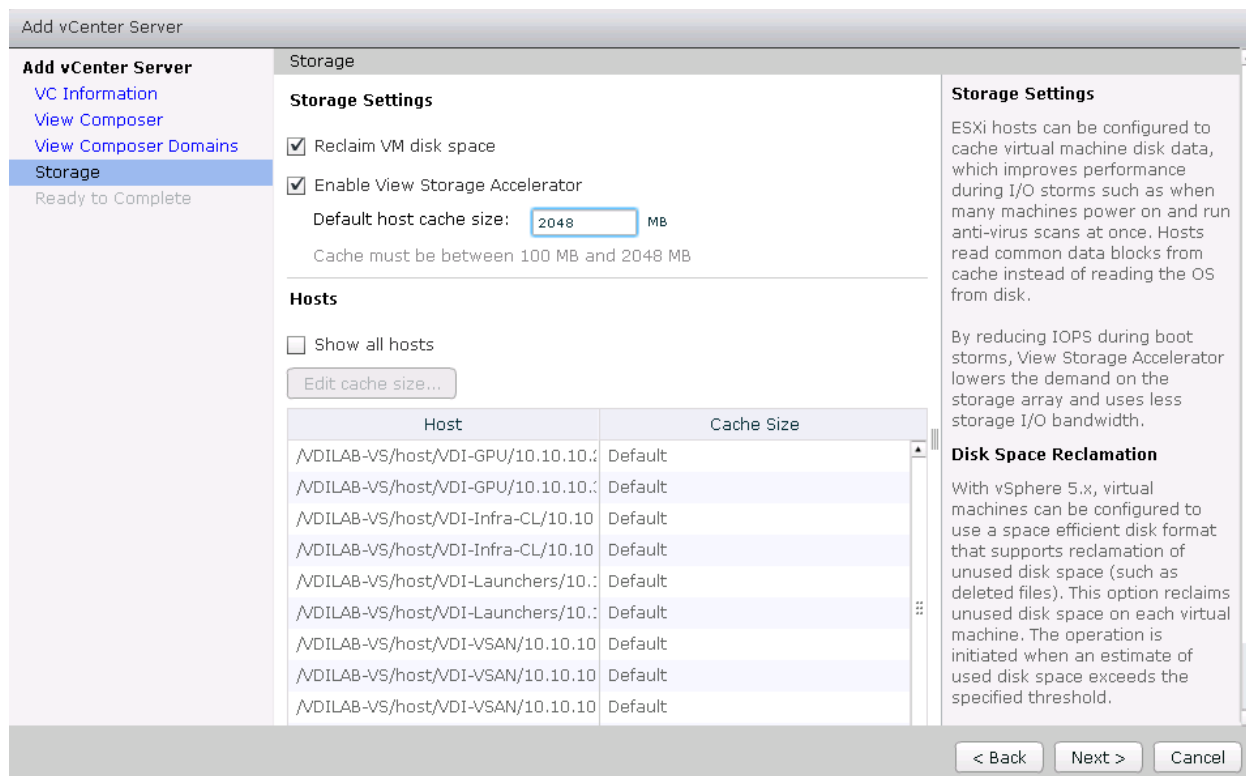 Add vCenter Server
Add vCenter Server
VC Information
View Composer
View Composer Domains
Storage
Ready to Complete
Storage
Storage Settings
Reclaim VM disk space
Enable View Storage Accelerator
Default host cache size: 2048 MB
Cache must be between 100 MB and 2048 MB
Hosts
Show all hosts
Edit cache size...
Host Cache Size
/VDILAB-VS/host/VDI-GPU/10.10.10. Default
/VDILAB-VS/host/VDI-GPU/10.10.10. Default
/VDILAB-VS/host/VDI-Infra-CL/10.10 Default
/VDILAB-VS/host/VDI-Infra-CL/10.10 Default
/VDILAB-VS/host/VDI-Launchers/10. Default
/VDILAB-VS/host/VDI-Launchers/10. Default
/VDILAB-VS/host/VDI-VSAN/10.10.10 Default
/VDILAB-VS/host/VDI-VSAN/10.10.10 Default
/VDILAB-VS/host/VDI-VSAN/10.10.10 Default
Storage Settings
ESXi hosts can be configured to
cache virtual machine disk data,
which improves performance
during I/O storms such as when
many machines power on and run
anti-virus scans at once. Hosts
read common data blocks from
cache instead of reading the OS
from disk.
By reducing IOPS during boot
storms, View Storage Accelerator
lowers the demand on the
storage array and uses less
storage I/O bandwidth.
Disk Space Reclamation
With vSphere 5.x, virtual
machines can be configured to
use a space efficient disk format
that supports reclamation of
unused disk space (such as
deleted files). This option reclaims
unused disk space on each virtual
machine. The operation is
initiated when an estimate of
used disk space exceeds the
specified threshold.
< Back Next > Cancel